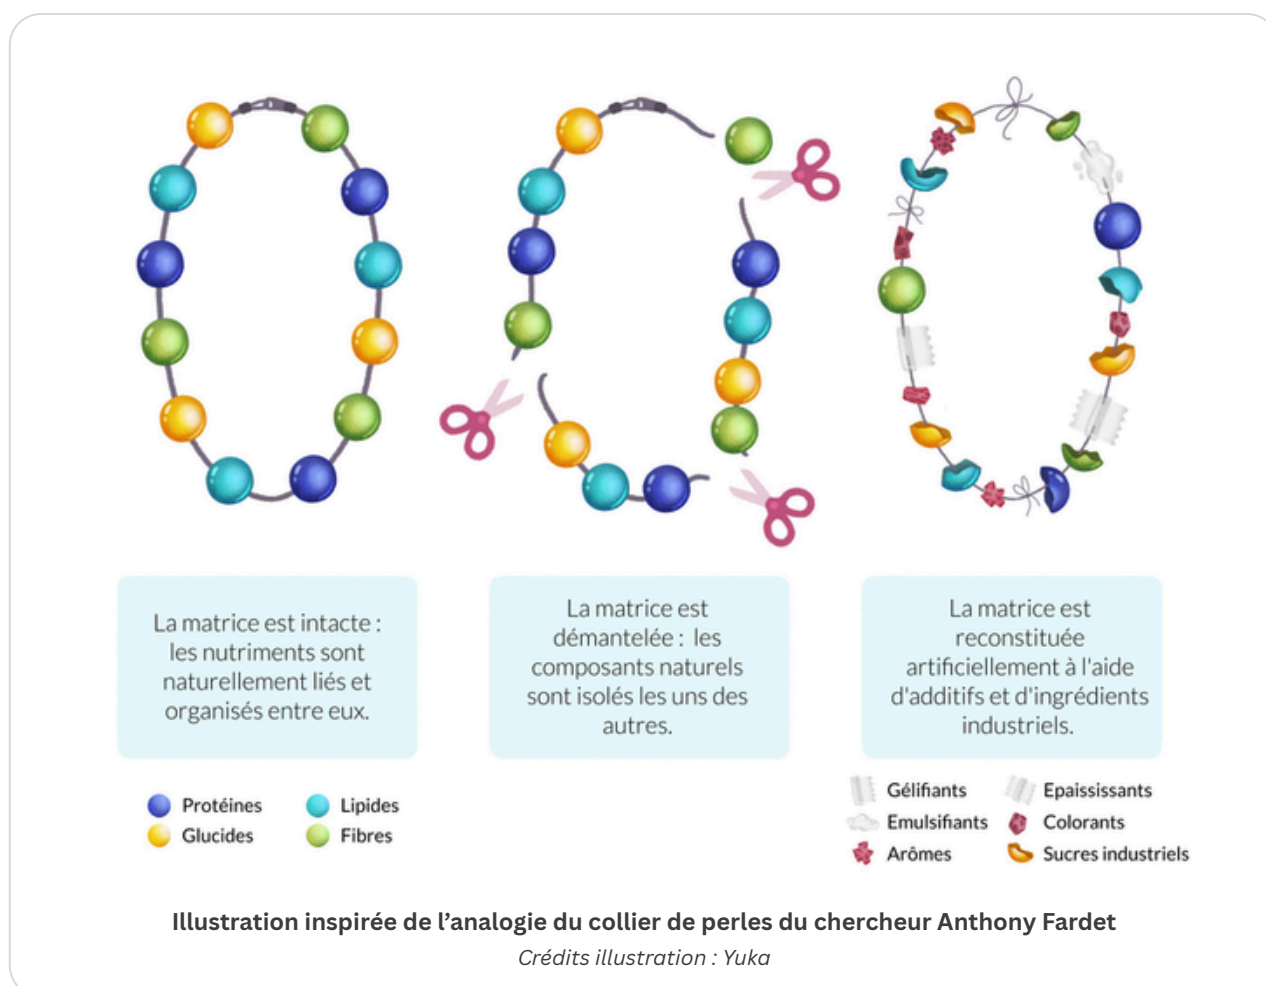 La matrice est intacte :
les nutriments sont
naturellement liés et
organisés entre eux.
La matrice est
démantelée : les
composants naturels
sont isolés les uns des
autres.
La matrice est
reconstituée
artificiellement à l'aide
d'additifs et d'ingrédients
industriels.
Protéines
Lipides
Glucides
Fibres
Gélifiants
Epaississants
Emulsifiants
Colorants
Arômes
Sucres industriels
Illustration inspirée de l’analogie du collier de perles du chercheur Anthony Fardet
Crédits illustration : Yuka